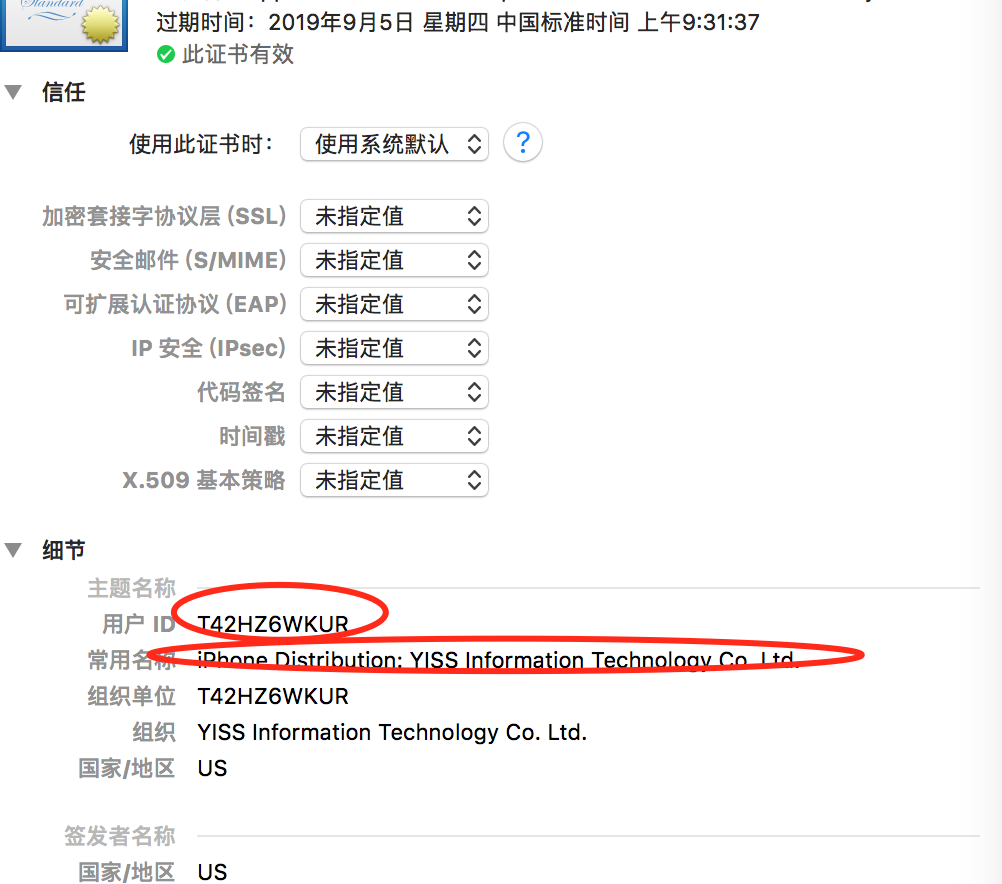 Standard
过期时间：2019年9月5日 星期四 中国标准时间 上午9:31:37
此证书有效
信任
使用此证书时： 使用系统默认 ?
加密套接字协议层 (SSL) 未指定值
安全邮件 (S/MIME) 未指定值
可扩展认证协议 (EAP) 未指定值
IP 安全 (IPsec) 未指定值
代码签名 未指定值
时间戳 未指定值
X.509 基本策略 未指定值
细节
主题名称
用户 ID T42HZ6WKUR
常用名称 iPhone Distribution: YISS Information Technology Co. Ltd.
组织单位 T42HZ6WKUR
组织 YISS Information Technology Co. Ltd.
国家/地区 US
签发者名称
国家/地区 US